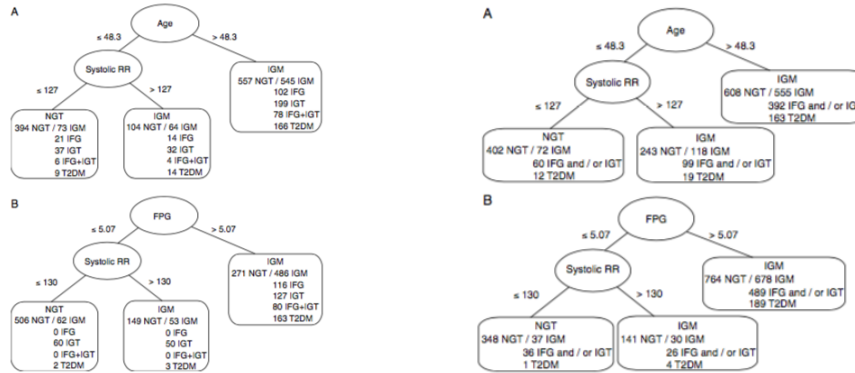 A
Age
≤ 48.3
> 48.3
Systolic RR
≤ 127
> 127
IGM
557 NGT / 545 IGM
102 IFG
199 IGT
78 IFG+IGT
166 T2DM
NGT
394 NGT / 73 IGM
21 IFG
37 IGT
6 IFG+IGT
9 T2DM
IGM
104 NGT / 64 IGM
14 IFG
32 IGT
4 IFG+IGT
14 T2DM
B
FPG
≤ 5.07
> 5.07
Systolic RR
≤ 130
> 130
IGM
271 NGT / 486 IGM
116 IFG
127 IGT
80 IFG+IGT
163 T2DM
NGT
506 NGT / 62 IGM
0 IFG
60 IGT
0 IFG+IGT
2 T2DM
IGM
149 NGT / 53 IGM
0 IFG
50 IGT
0 IFG+IGT
3 T2DM
A
Age
≤ 48.3
> 48.3
Systolic RR
≤ 127
> 127
IGM
608 NGT / 555 IGM
392 IFG and / or IGT
163 T2DM
NGT
402 NGT / 72 IGM
60 IFG and / or IGT
12 T2DM
IGM
243 NGT / 118 IGM
99 IFG and / or IGT
19 T2DM
B
FPG
≤ 5.07
> 5.07
Systolic RR
≤ 130
> 130
IGM
764 NGT / 678 IGM
489 IFG and / or IGT
189 T2DM
NGT
348 NGT / 37 IGM
36 IFG and / or IGT
1 T2DM
IGM
141 NGT / 30 IGM
26 IFG and / or IGT
4 T2DM